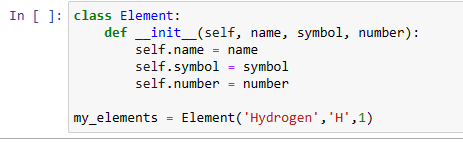 In [ ]: class Element:
    def __init__(self, name, symbol, number):
        self.name = name
        self.symbol = symbol
        self.number = number
my_elements = Element('Hydrogen','H',1)